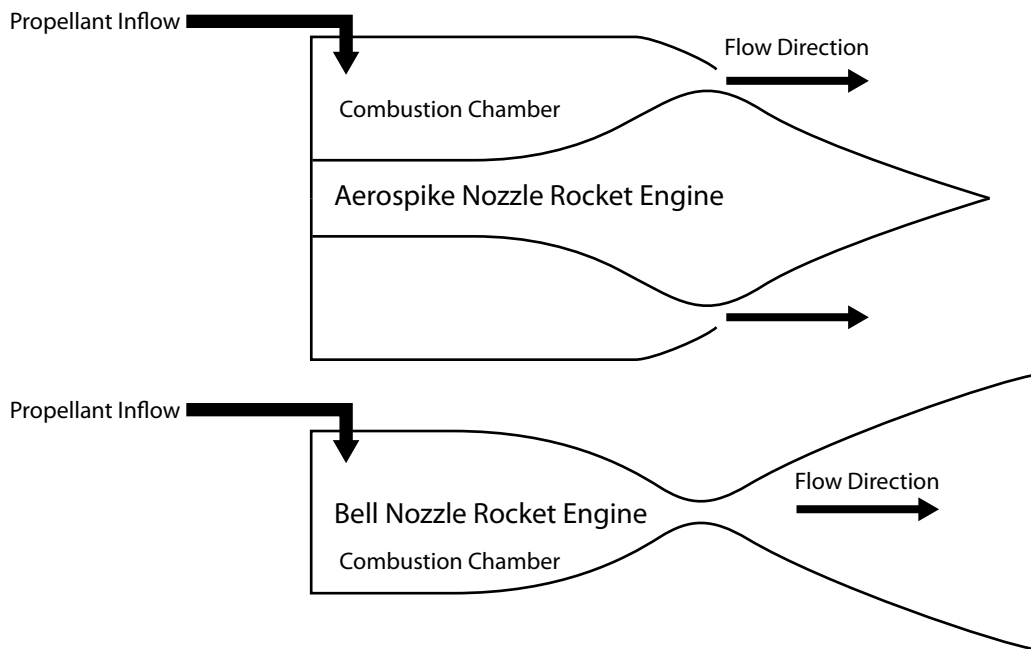 Propellant Inflow
Flow Direction
Combustion Chamber
Aerospike Nozzle Rocket Engine
Propellant Inflow
Flow Direction
Bell Nozzle Rocket Engine
Combustion Chamber